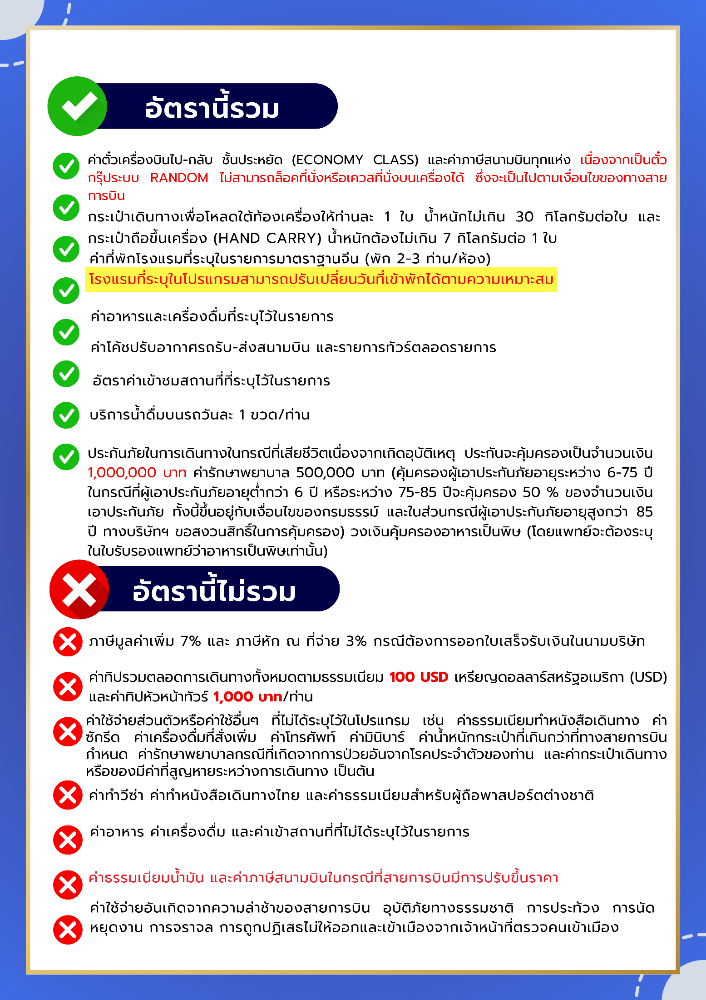 อัตรานี้รวม
ค่าตั๋วเครื่องบินไป-กลับ ชั้นประหยัด (ECONOMY CLASS) และค่าภาษีสนามบินทุกแห่ง เนื่องจากเป็นตั๋ว
กรุ๊ประบบ RANDOM ไม่สามารถล็อคที่นั่งหรือเควสที่นั่งบนเครื่องได้ ซึ่งจะเป็นไปตามเงื่อนไขของทางสาย
การบิน
กระเป๋าเดินทางเพื่อโหลดใต้ท้องเครื่องให้ท่านละ 1 ใบ น้ำหนักไม่เกิน 30 กิโลกรัมต่อใบ และ
กระเป๋าถือขึ้นเครื่อง (HAND CARRY) น้ำหนักต้องไม่เกิน 7 กิโลกรัมต่อ 1 ใบ
ค่าที่พักโรงแรมที่ระบุในรายการมาตราฐานจีน (พัก 2-3 ท่าน/ห้อง)
โรงแรมที่ระบุในโปรแกรมสามารถปรับเปลี่ยนวันที่เข้าพักได้ตามความเหมาะสม
ค่าอาหารและเครื่องดื่มที่ระบุไว้ในรายการ
ค่าโค้ชปรับอากาศรถรับ-ส่งสนามบิน และรายการทัวร์ตลอดรายการ
อัตราค่าเข้าชมสถานที่ที่ระบุไว้ในรายการ
บริการน้ำดื่มบนรถวันละ 1 ขวด/ท่าน
ประกันภัยในการเดินทางในกรณีที่เสียชีวิตเนื่องจากเกิดอุบัติเหตุ ประกันจะคุ้มครองเป็นจำนวนเงิน
1,000,000 บาท ค่ารักษาพยาบาล 500,000 บาท (คุ้มครองผู้เอาประกันภัยอายุระหว่าง 6-75 ปี
ในกรณีที่ผู้เอาประกันภัยอายุต่ำกว่า 6 ปี หรือระหว่าง 75-85 ปีจะคุ้มครอง 50 % ของจำนวนเงิน
เอาประกันภัย ทั้งนี้ขึ้นอยู่กับเงื่อนไขของกรมธรรม์ และในส่วนกรณีผู้เอาประกันภัยอายุสูงกว่า 85
ปี ทางบริษัทฯ ขอสงวนสิทธิ์ในการคุ้มครอง) วงเงินคุ้มครองอาหารเป็นพิษ (โดยแพทย์จะต้องระบุ
ในใบรับรองแพทย์ว่าอาหารเป็นพิษเท่านั้น)
อัตรานี้ไม่รวม
ภาษีมูลค่าเพิ่ม 7% และ ภาษีหัก ณ ที่จ่าย 3% กรณีต้องการออกใบเสร็จรับเงินในนามบริษัท
ค่าทิปรวมตลอดการเดินทางทั้งหมดตามธรรมเนียม 100 USD เหรียญดอลลาร์สหรัฐอเมริกา (USD)
และค่าทิปหัวหน้าทัวร์ 1,000 บาท/ท่าน
ค่าใช้จ่ายส่วนตัวหรือค่าใช้อื่นๆ ที่ไม่ได้ระบุไว้ในโปรแกรม เช่น ค่าธรรมเนียมทำหนังสือเดินทาง ค่า
ซักรีด ค่าเครื่องดื่มที่สั่งเพิ่ม ค่าโทรศัพท์ ค่ามินิบาร์ ค่าน้ำหนักกระเป๋าที่เกินกว่าที่ทางสายการบิน
กำหนด ค่ารักษาพยาบาลกรณีที่เกิดจากการป่วยอันจากโรคประจำตัวของท่าน และค่ากระเป๋าเดินทาง
หรือของมีค่าที่สูญหายระหว่างการเดินทาง เป็นต้น
ค่าทำวีซ่า ค่าทำหนังสือเดินทางไทย และค่าธรรมเนียมสำหรับผู้ถือพาสปอร์ตต่างชาติ
ค่าอาหาร ค่าเครื่องดื่ม และค่าเข้าสถานที่ที่ไม่ได้ระบุไว้ในรายการ
ค่าธรรมเนียมน้ำมัน และค่าภาษีสนามบินในกรณีที่สายการบินมีการปรับขึ้นราคา
ค่าใช้จ่ายอันเกิดจากความล่าช้าของสายการบิน อุบัติภัยทางธรรมชาติ การประท้วง การนัด
หยุดงาน การจราจล การถูกปฏิเสธไม่ให้ออกและเข้าเมืองจากเจ้าหน้าที่ตรวจคนเข้าเมือง